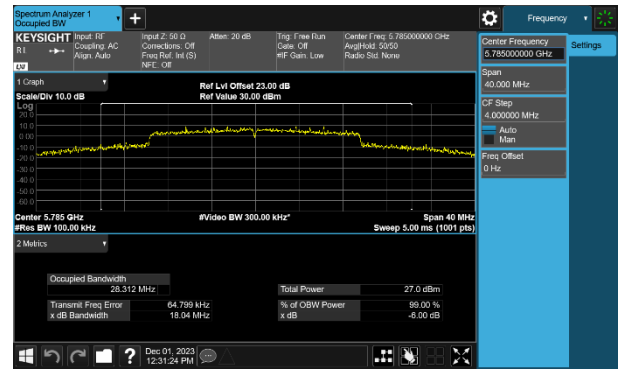 Spectrum Analyzer 1
Occupied BW
Frequency
KEYSIGHT
Input: RF
Coupling: AC
Align: Auto
Input Z: 50 Ω
Corrections: Off
Freq Ref: Int (S)
NFE: Off
Atten: 20 dB
Trig: Free Run
Gate: Off
#IF Gain: Low
Center Freq: 5.785000000 GHz
Avg|Hold: 50/50
Radio Std: None
Center Frequency
5.785000000 GHz
Settings
Span
40.000 MHz
CF Step
4.000000 MHz
Auto
Man
Freq Offset
0 Hz
1 Graph
Scale/Div 10.0 dB
Ref Lvl Offset 23.00 dB
Ref Value 30.00 dBm
Log
20.0
10.0
0.00
-10.0
-20.0
-30.0
-40.0
-50.0
-60.0
Center 5.785 GHz
#Res BW 100.00 kHz
#Video BW 300.00 kHz*
Span 40 MHz
Sweep 5.00 ms (1001 pts)
2 Metrics
Occupied Bandwidth
28.312 MHz
Total Power 27.0 dBm
Transmit Freq Error 64.799 kHz
% of OBW Power 99.00 %
x dB Bandwidth 18.04 MHz
x dB -6.00 dB
Dec 01, 2023
12:31:24 PM